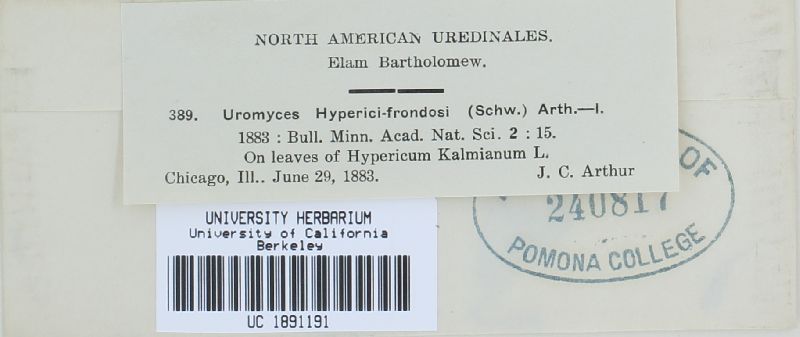 NORTH AMERICAN UREDINALES.
Elam Bartholomew.
389. Uromyces Hyperici-frondosi (Schw.) Arth.—I.
1883 : Bull. Minn. Acad. Nat. Sci. 2 : 15.
On leaves of Hypericum Kalmianum L.
Chicago, Ill.. June 29, 1883. J. C. Arthur
OF
240817
POMONA COLLEGE
UNIVERSITY HERBARIUM
University of California
Berkeley
UC 1891191